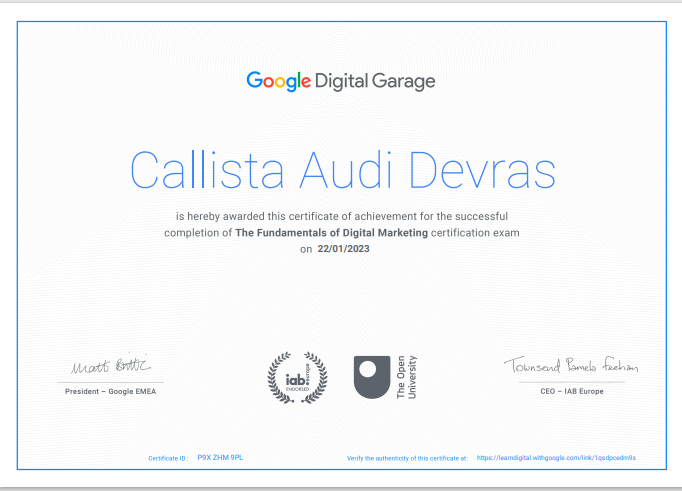 Google Digital Garage
Callista Audi Devras
is hereby awarded this certificate of achievement for the successful
completion of The Fundamentals of Digital Marketing certification exam
on 22/01/2023
Matt Brittin
Townsend Pamela Feehan
iab:
europe
ENDORSED
The Open
University
President – Google EMEA
CEO – IAB Europe
Certificate ID : P9X ZHM 9PL
Verify the authenticity of this certificate at: https://learndigital.withgoogle.com/link/1qsdpcedm9s